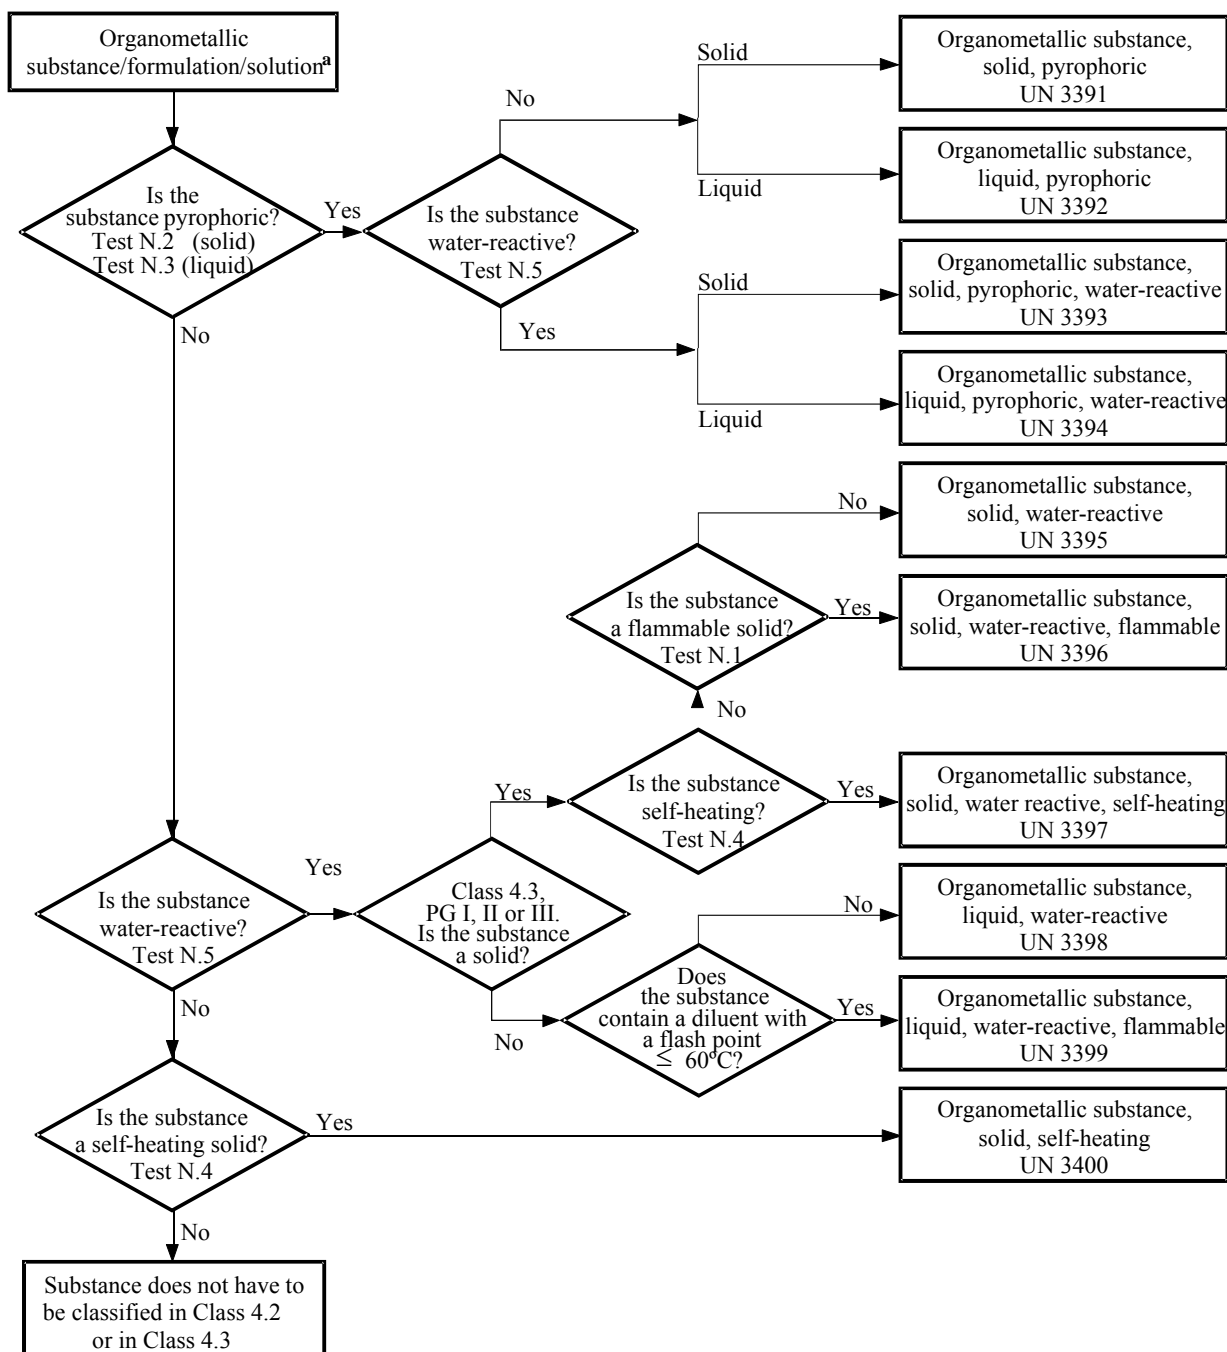 Organometallic
substance/formulation/solutiona
Is the
substance pyrophoric?
Test N.2 (solid)
Test N.3 (liquid)
Yes
Is the substance
water-reactive?
Test N.5
No
Solid
Organometallic substance,
solid, pyrophoric
UN 3391
Liquid
Organometallic substance,
liquid, pyrophoric
UN 3392
Yes
Solid
Organometallic substance,
solid, pyrophoric, water-reactive
UN 3393
Liquid
Organometallic substance,
liquid, pyrophoric, water-reactive
UN 3394
No
No
Organometallic substance,
solid, water-reactive
UN 3395
Is the substance
a flammable solid?
Test N.1
Yes
Organometallic substance,
solid, water-reactive, flammable
UN 3396
No
Yes
Is the substance
self-heating?
Test N.4
Yes
Organometallic substance,
solid, water reactive, self-heating
UN 3397
Is the substance
water-reactive?
Test N.5
Yes
Class 4.3,
PG I, II or III.
Is the substance
a solid?
No
Organometallic substance,
liquid, water-reactive
UN 3398
No
Does
the substance
contain a diluent with
a flash point
≤ 60ºC?
Yes
Organometallic substance,
liquid, water-reactive, flammable
UN 3399
No
Is the substance
a self-heating solid?
Test N.4
Yes
Organometallic substance,
solid, self-heating
UN 3400
No
Substance does not have to
be classified in Class 4.2
or in Class 4.3